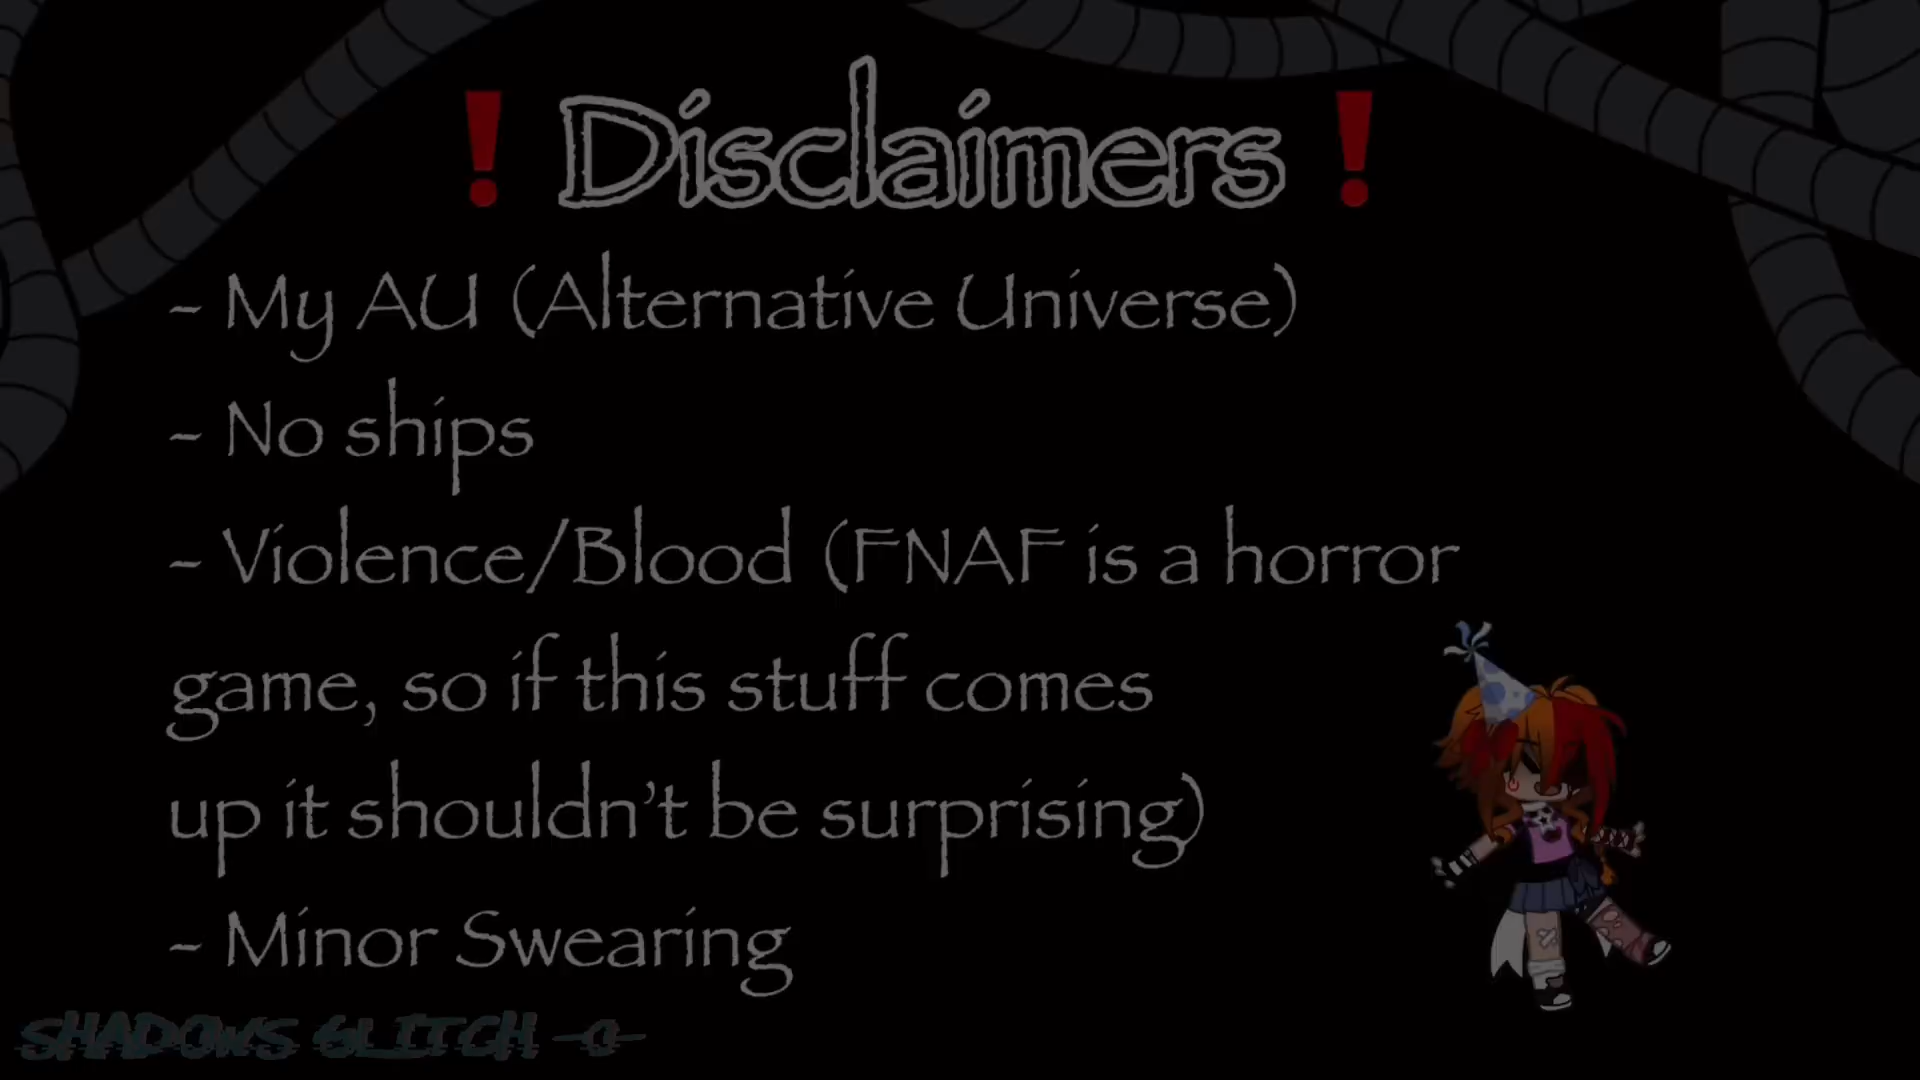 ❗Disclaimers❗
- My AU (Alternative Universe)
- No ships
- Violence/Blood (FNAF is a horror
game, so if this stuff comes
up it shouldn't be surprising)
- Minor Swearing
SHADOWS GLITCH -0-